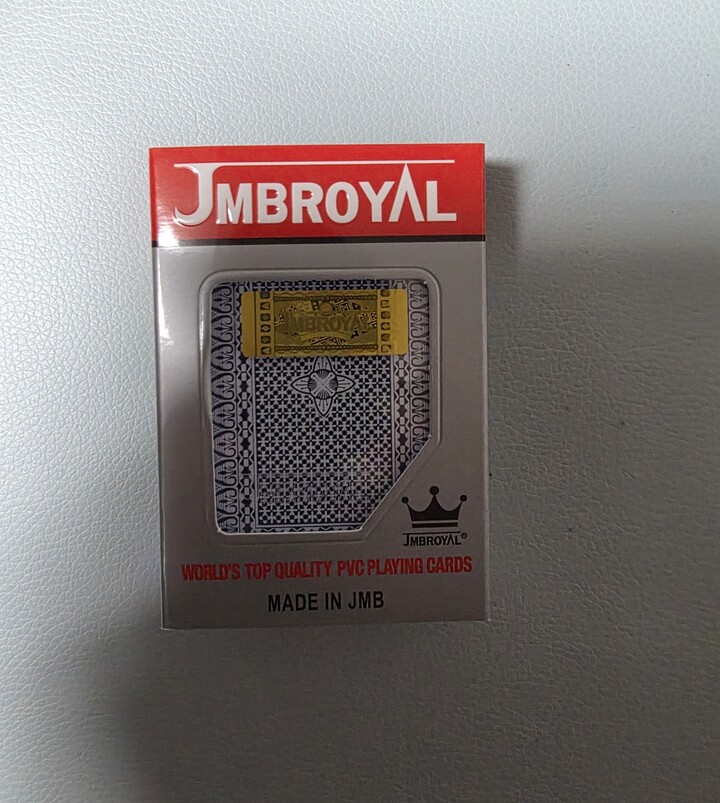 JMBROYAL
JMBROYAL
JMBROYAL®
WORLD'S TOP QUALITY PVC PLAYING CARDS
MADE IN JMB